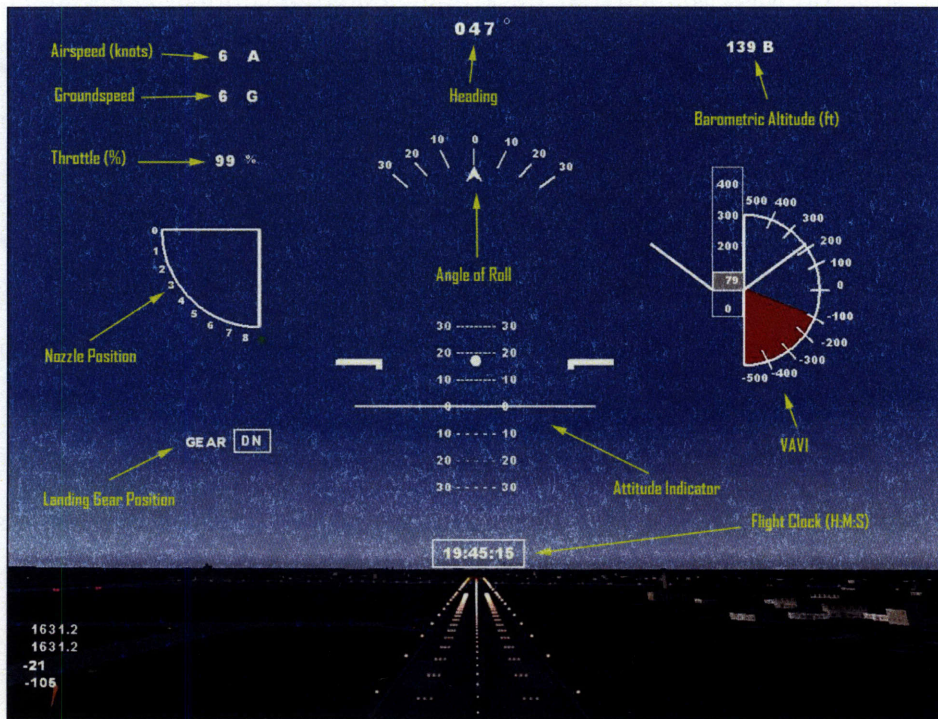 047°
Airspeed (knots)
6 A
139 B
Groundspeed
6 G
Heading
Barometric Altitude (ft)
Throttle (%)
99 %
30 20 10 0 10 20 30
400
300
200
79
0
500
400
300
200
100
0
-100
-200
-300
-400
-500
0
1
2
3
4
5
6
7
8
Angle of Roll
Nozzle Position
30 30
20 20
10 10
0 0
10 10
20 20
30 30
GEAR DN
VAVI
Landing Gear Position
Attitude Indicator
Flight Clock (H:M:S)
19:45:15
1631.2
1631.2
-21
-105